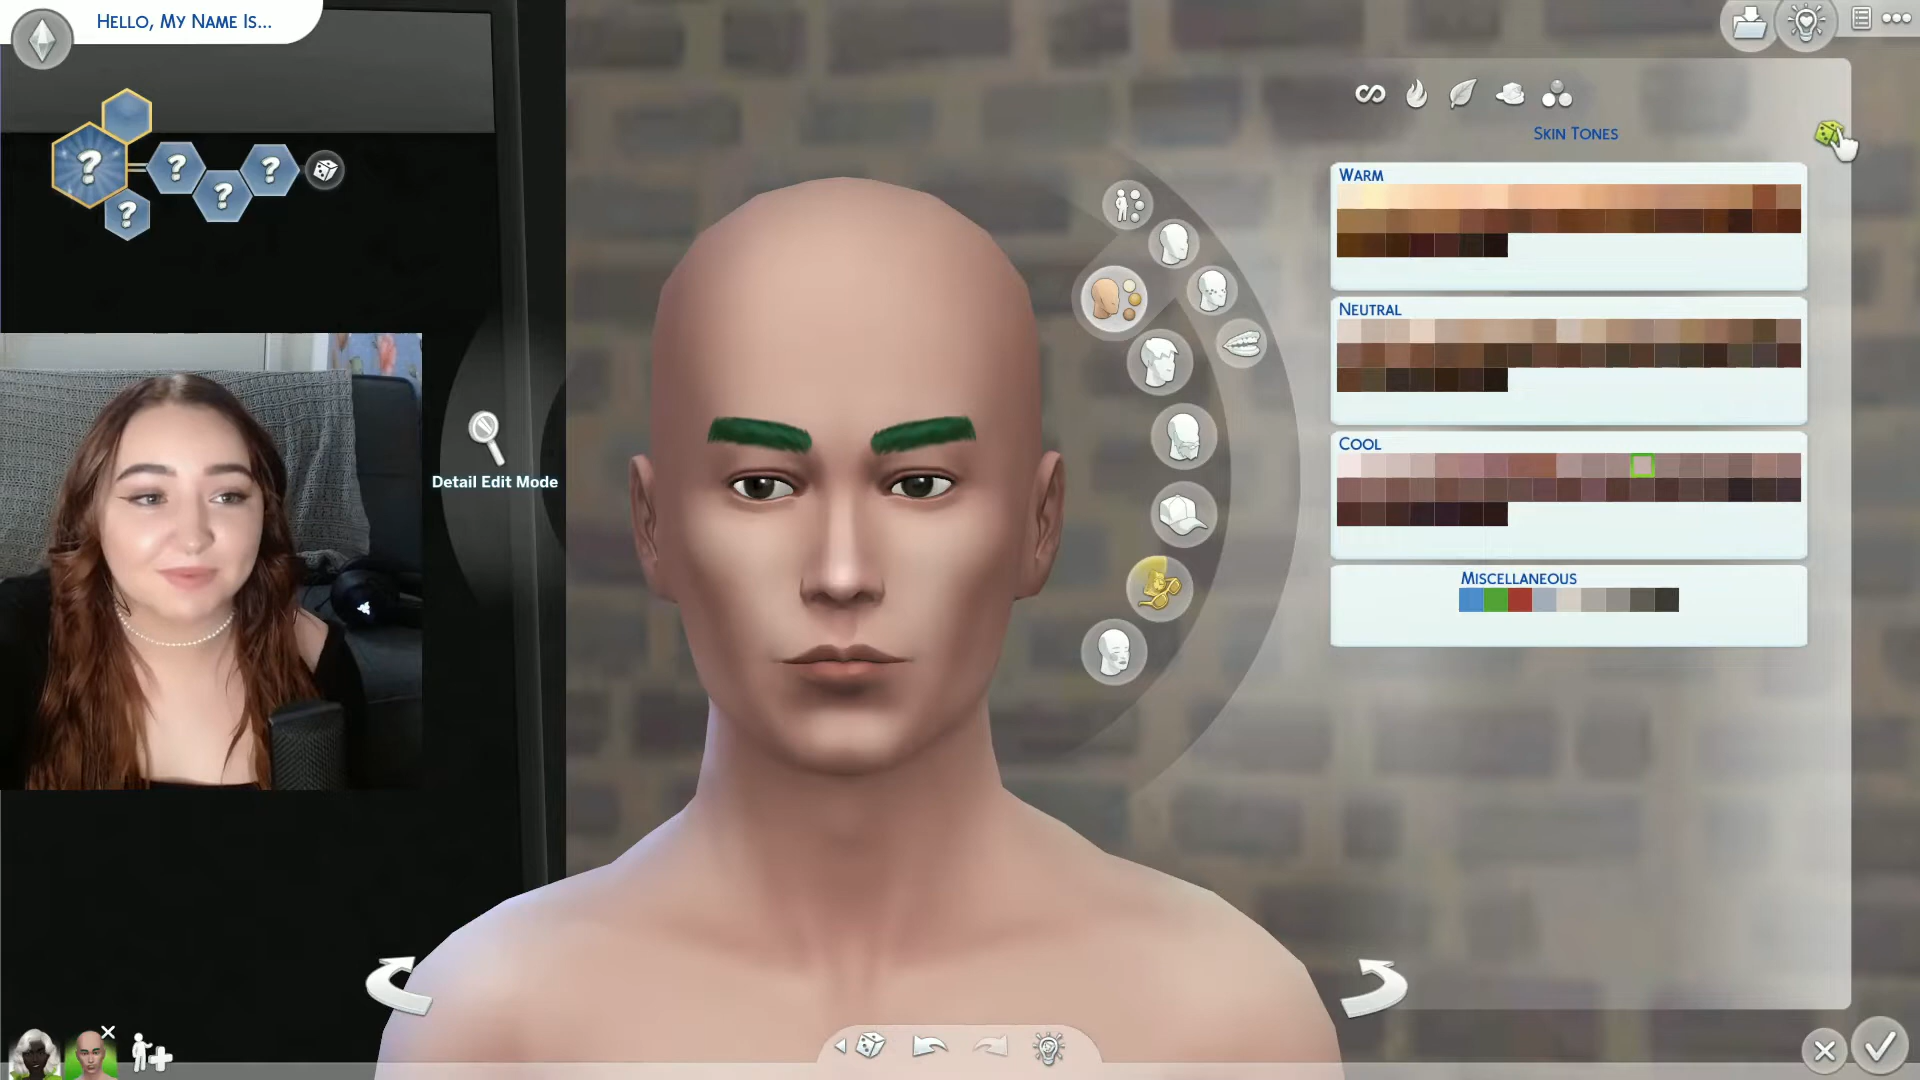 HELLO, MY NAME IS...
SKIN TONES
WARM
NEUTRAL
COOL
MISCELLANEOUS
Detail Edit Mode